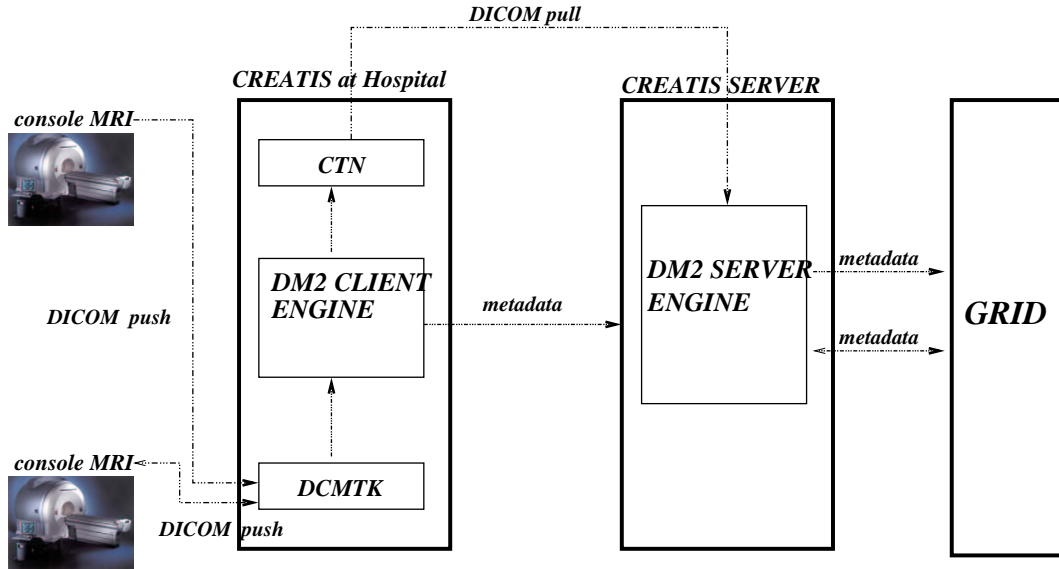 DICOM pull
CREATIS at Hospital
CREATIS SERVER
console MRI
CTN
DM2 CLIENT
ENGINE
metadata
DM2 SERVER
ENGINE
metadata
GRID
DICOM push
metadata
console MRI
DCMTK
DICOM push